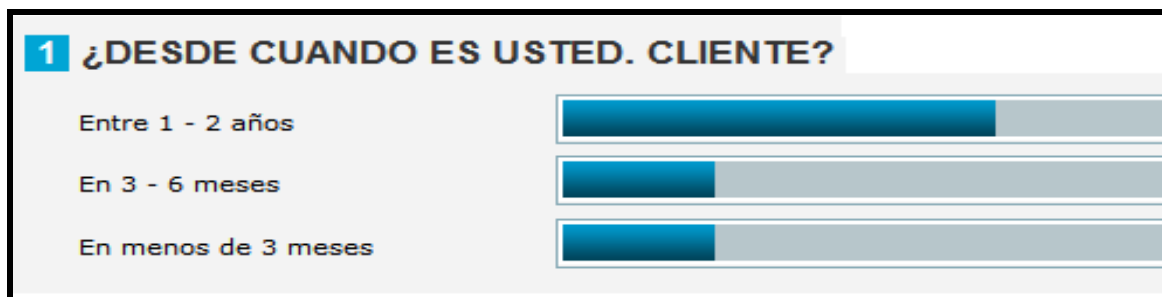 1 ¿DESDE CUANDO ES USTED. CLIENTE?
Entre 1 - 2 años
En 3 - 6 meses
En menos de 3 meses